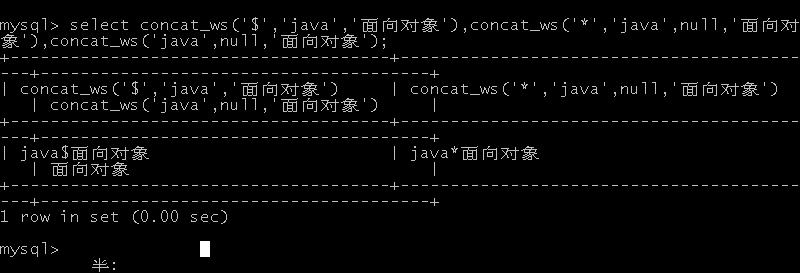 mysql> select concat_ws('$','java','面向对象'),concat_ws('*','java',null,'面向对
象'),concat_ws('java',null,'面向对象');
+---------------------------------------+----------------------------------------
---+----------------------------------------+
| concat_ws('$','java','面向对象')     | concat_ws('*','java',null,'面向对象')
   | concat_ws('java',null,'面向对象')     |
+---------------------------------------+----------------------------------------
---+----------------------------------------+
| java$面向对象                        | java*面向对象
   | 面向对象                              |
+---------------------------------------+----------------------------------------
---+----------------------------------------+
1 row in set (0.00 sec)
mysql>
半: